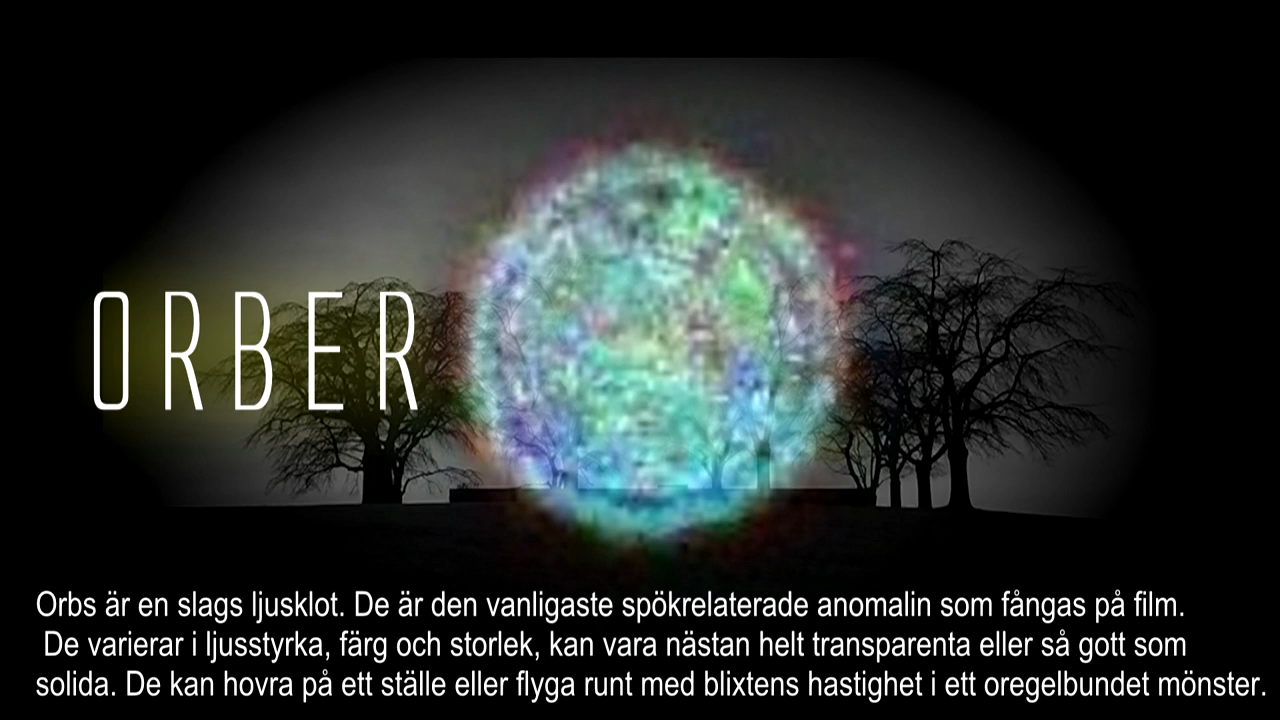 ORBER
Orbs är en slags ljusklot. De är den vanligaste spökrelaterade anomalin som fångas på film.
De varierar i ljusstyrka, färg och storlek, kan vara nästan helt transparenta eller så gott som
solida. De kan hovra på ett ställe eller flyga runt med blixtens hastighet i ett oregelbundet mönster.